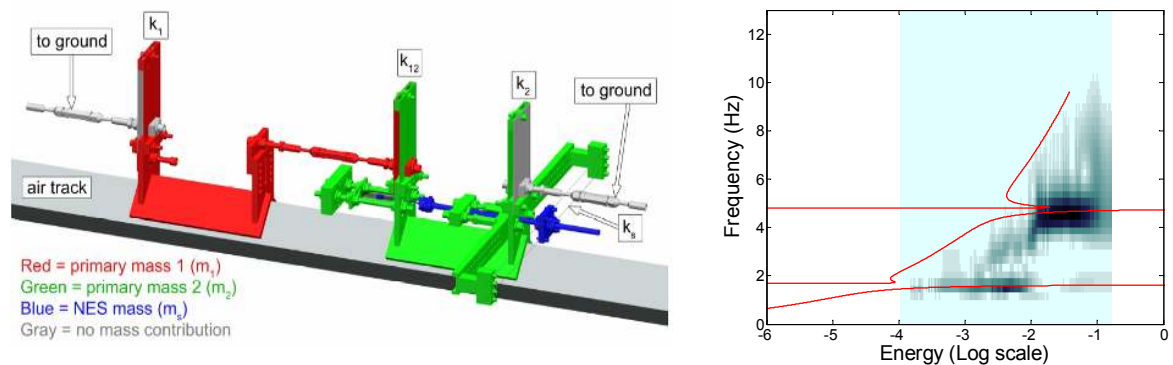 k1
to ground
k12
k2
to ground
air track
ks
Red = primary mass 1 (m1)
Green = primary mass 2 (m2)
Blue = NES mass (ms)
Gray = no mass contribution
12
10
8
6
4
2
0
Frequency (Hz)
-6 -5 -4 -3 -2 -1 0
Energy (Log scale)